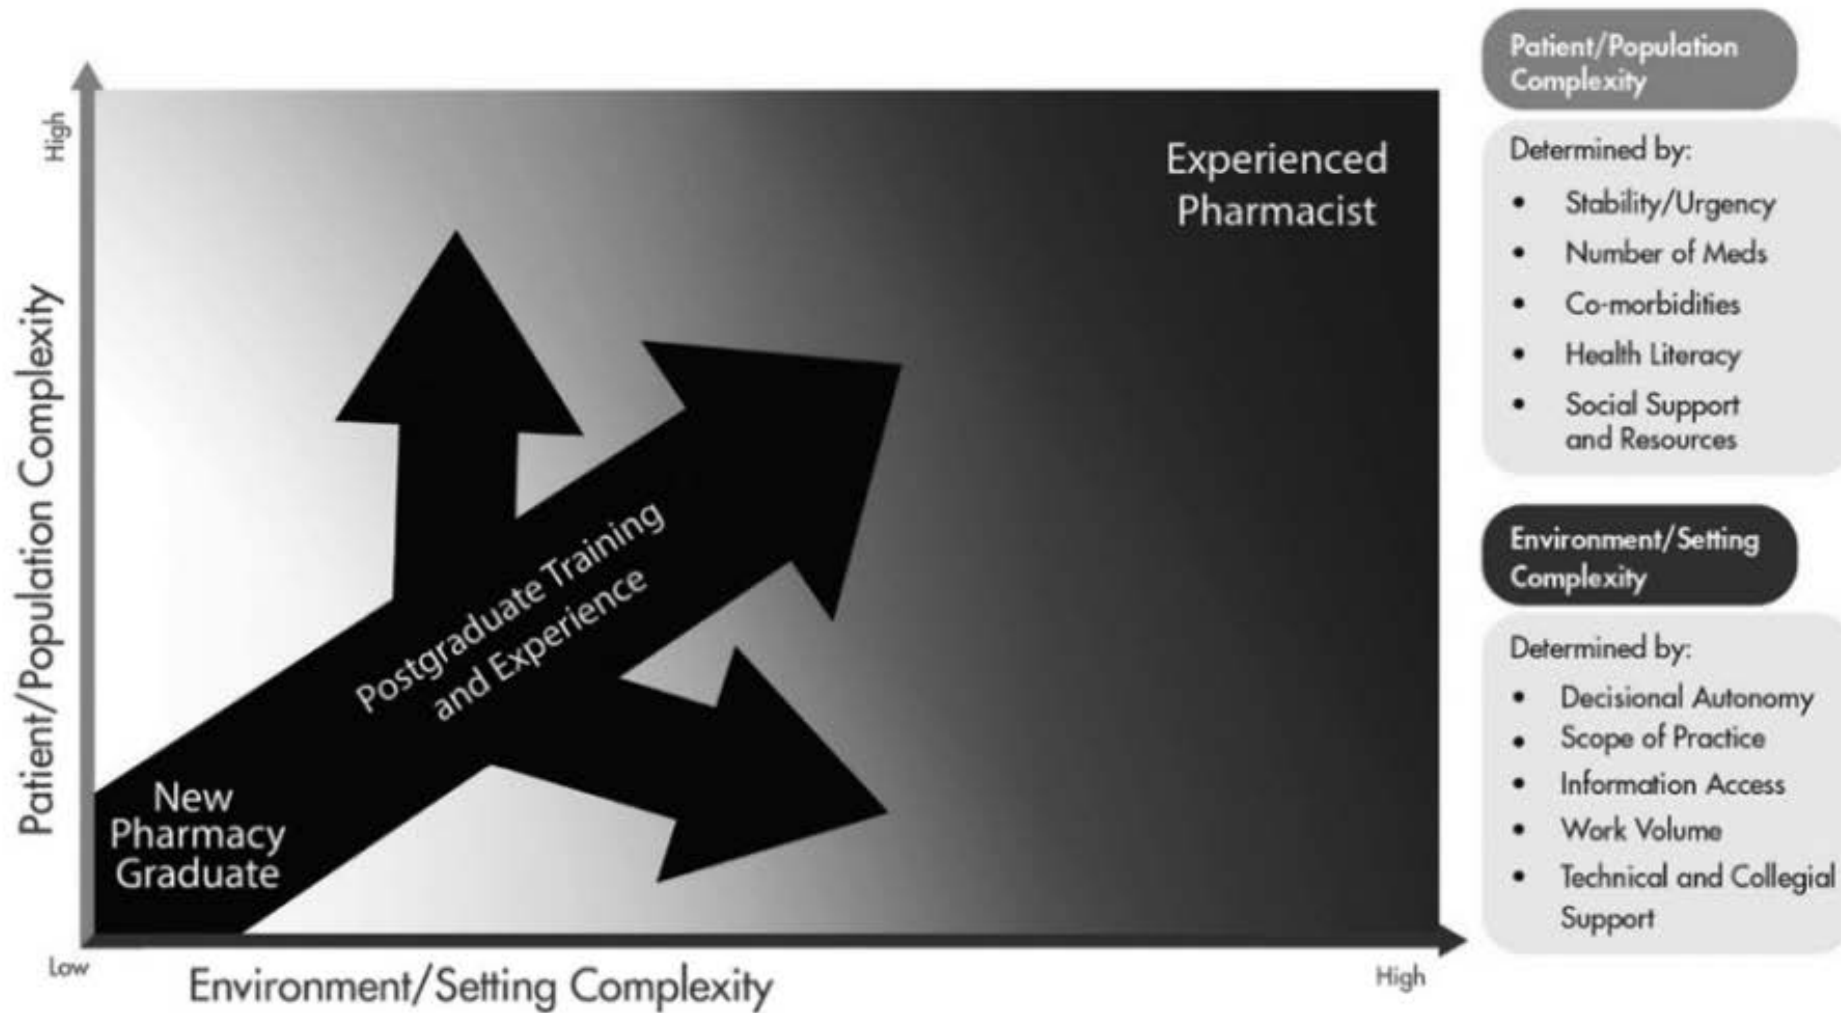 High
Patient/Population Complexity
Low
Environment/Setting Complexity
High
New
Pharmacy
Graduate
Postgraduate Training
and Experience
Experienced
Pharmacist
Patient/Population
Complexity
Determined by:
• Stability/Urgency
• Number of Meds
• Co-morbidities
• Health Literacy
• Social Support
and Resources
Environment/Setting
Complexity
Determined by:
• Decisional Autonomy
• Scope of Practice
• Information Access
• Work Volume
• Technical and Collegial
Support